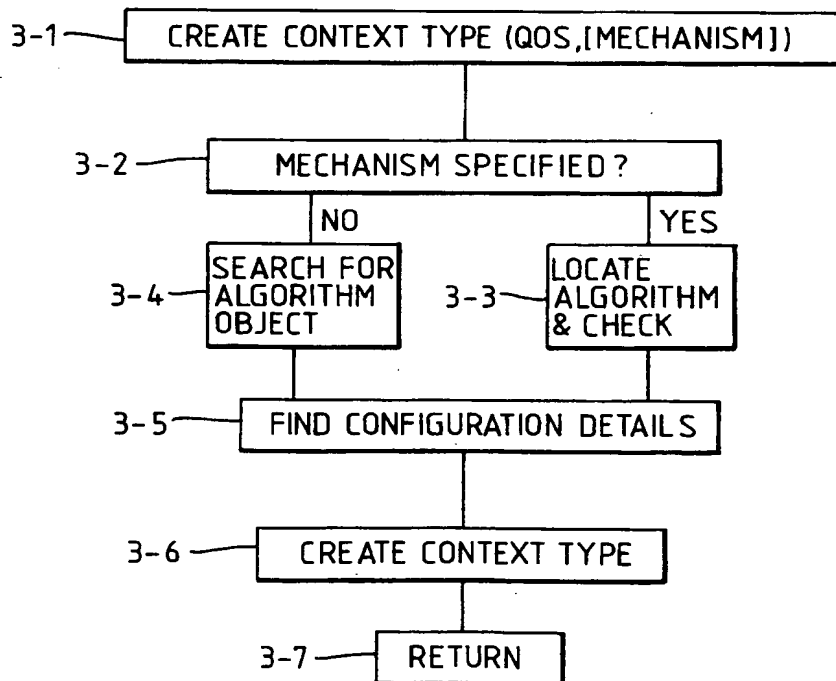 3-1 CREATE CONTEXT TYPE (QOS,[MECHANISM])
3-2 MECHANISM SPECIFIED?
NO
YES
3-4 SEARCH FOR
ALGORITHM
OBJECT
3-3 LOCATE
ALGORITHM
& CHECK
3-5 FIND CONFIGURATION DETAILS
3-6 CREATE CONTEXT TYPE
3-7 RETURN